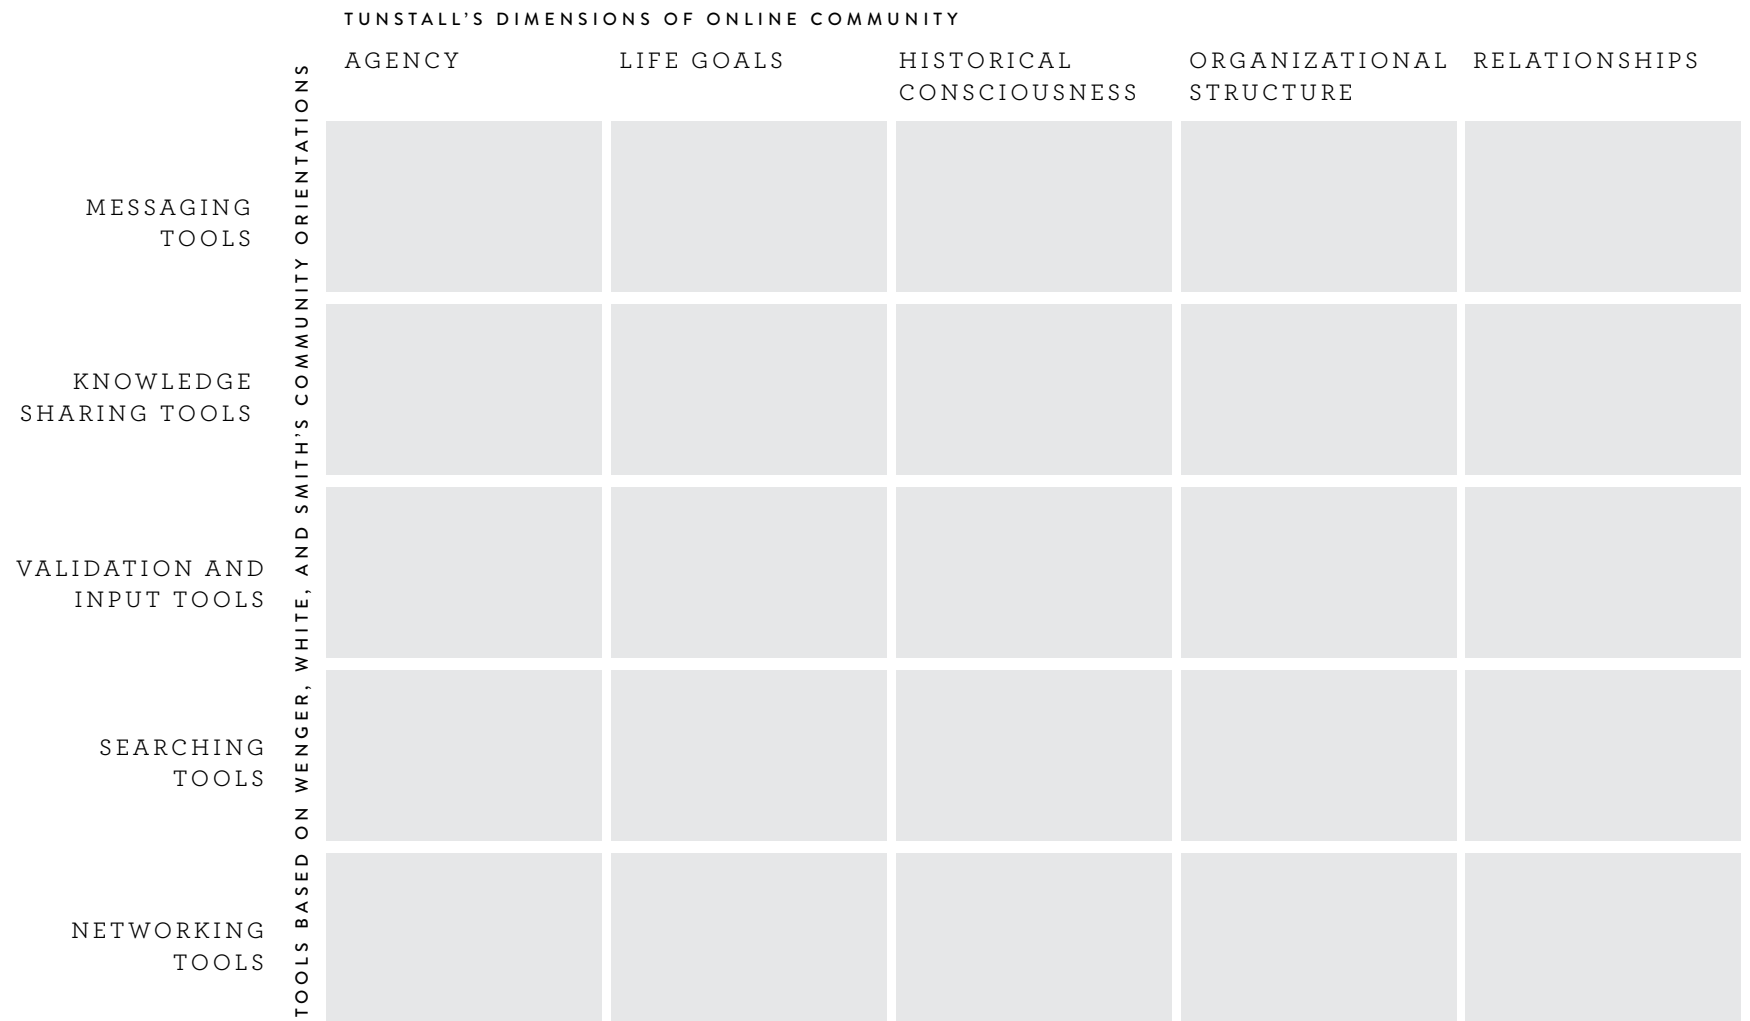 TUNSTALL’S DIMENSIONS OF ONLINE COMMUNITY
AGENCY
LIFE GOALS
HISTORICAL
CONSCIOUSNESS
ORGANIZATIONAL
STRUCTURE
RELATIONSHIPS
TOOLS BASED ON WENGER, WHITE, AND SMITH’S COMMUNITY ORIENTATIONS
MESSAGING
TOOLS
KNOWLEDGE
SHARING TOOLS
VALIDATION AND
INPUT TOOLS
SEARCHING
TOOLS
NETWORKING
TOOLS